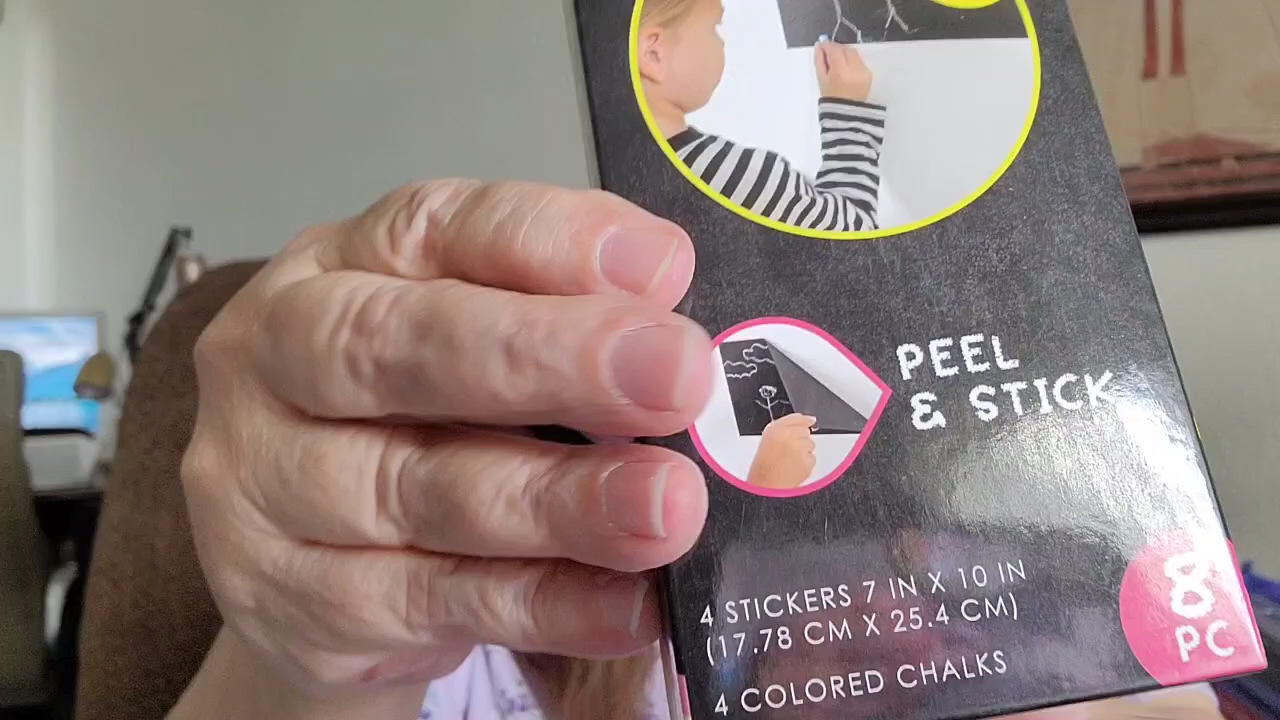 PEEL
& STICK
4 STICKERS 7 IN X 10 IN
(17.78 CM X 25.4 CM)
4 COLORED CHALKS
8
PC